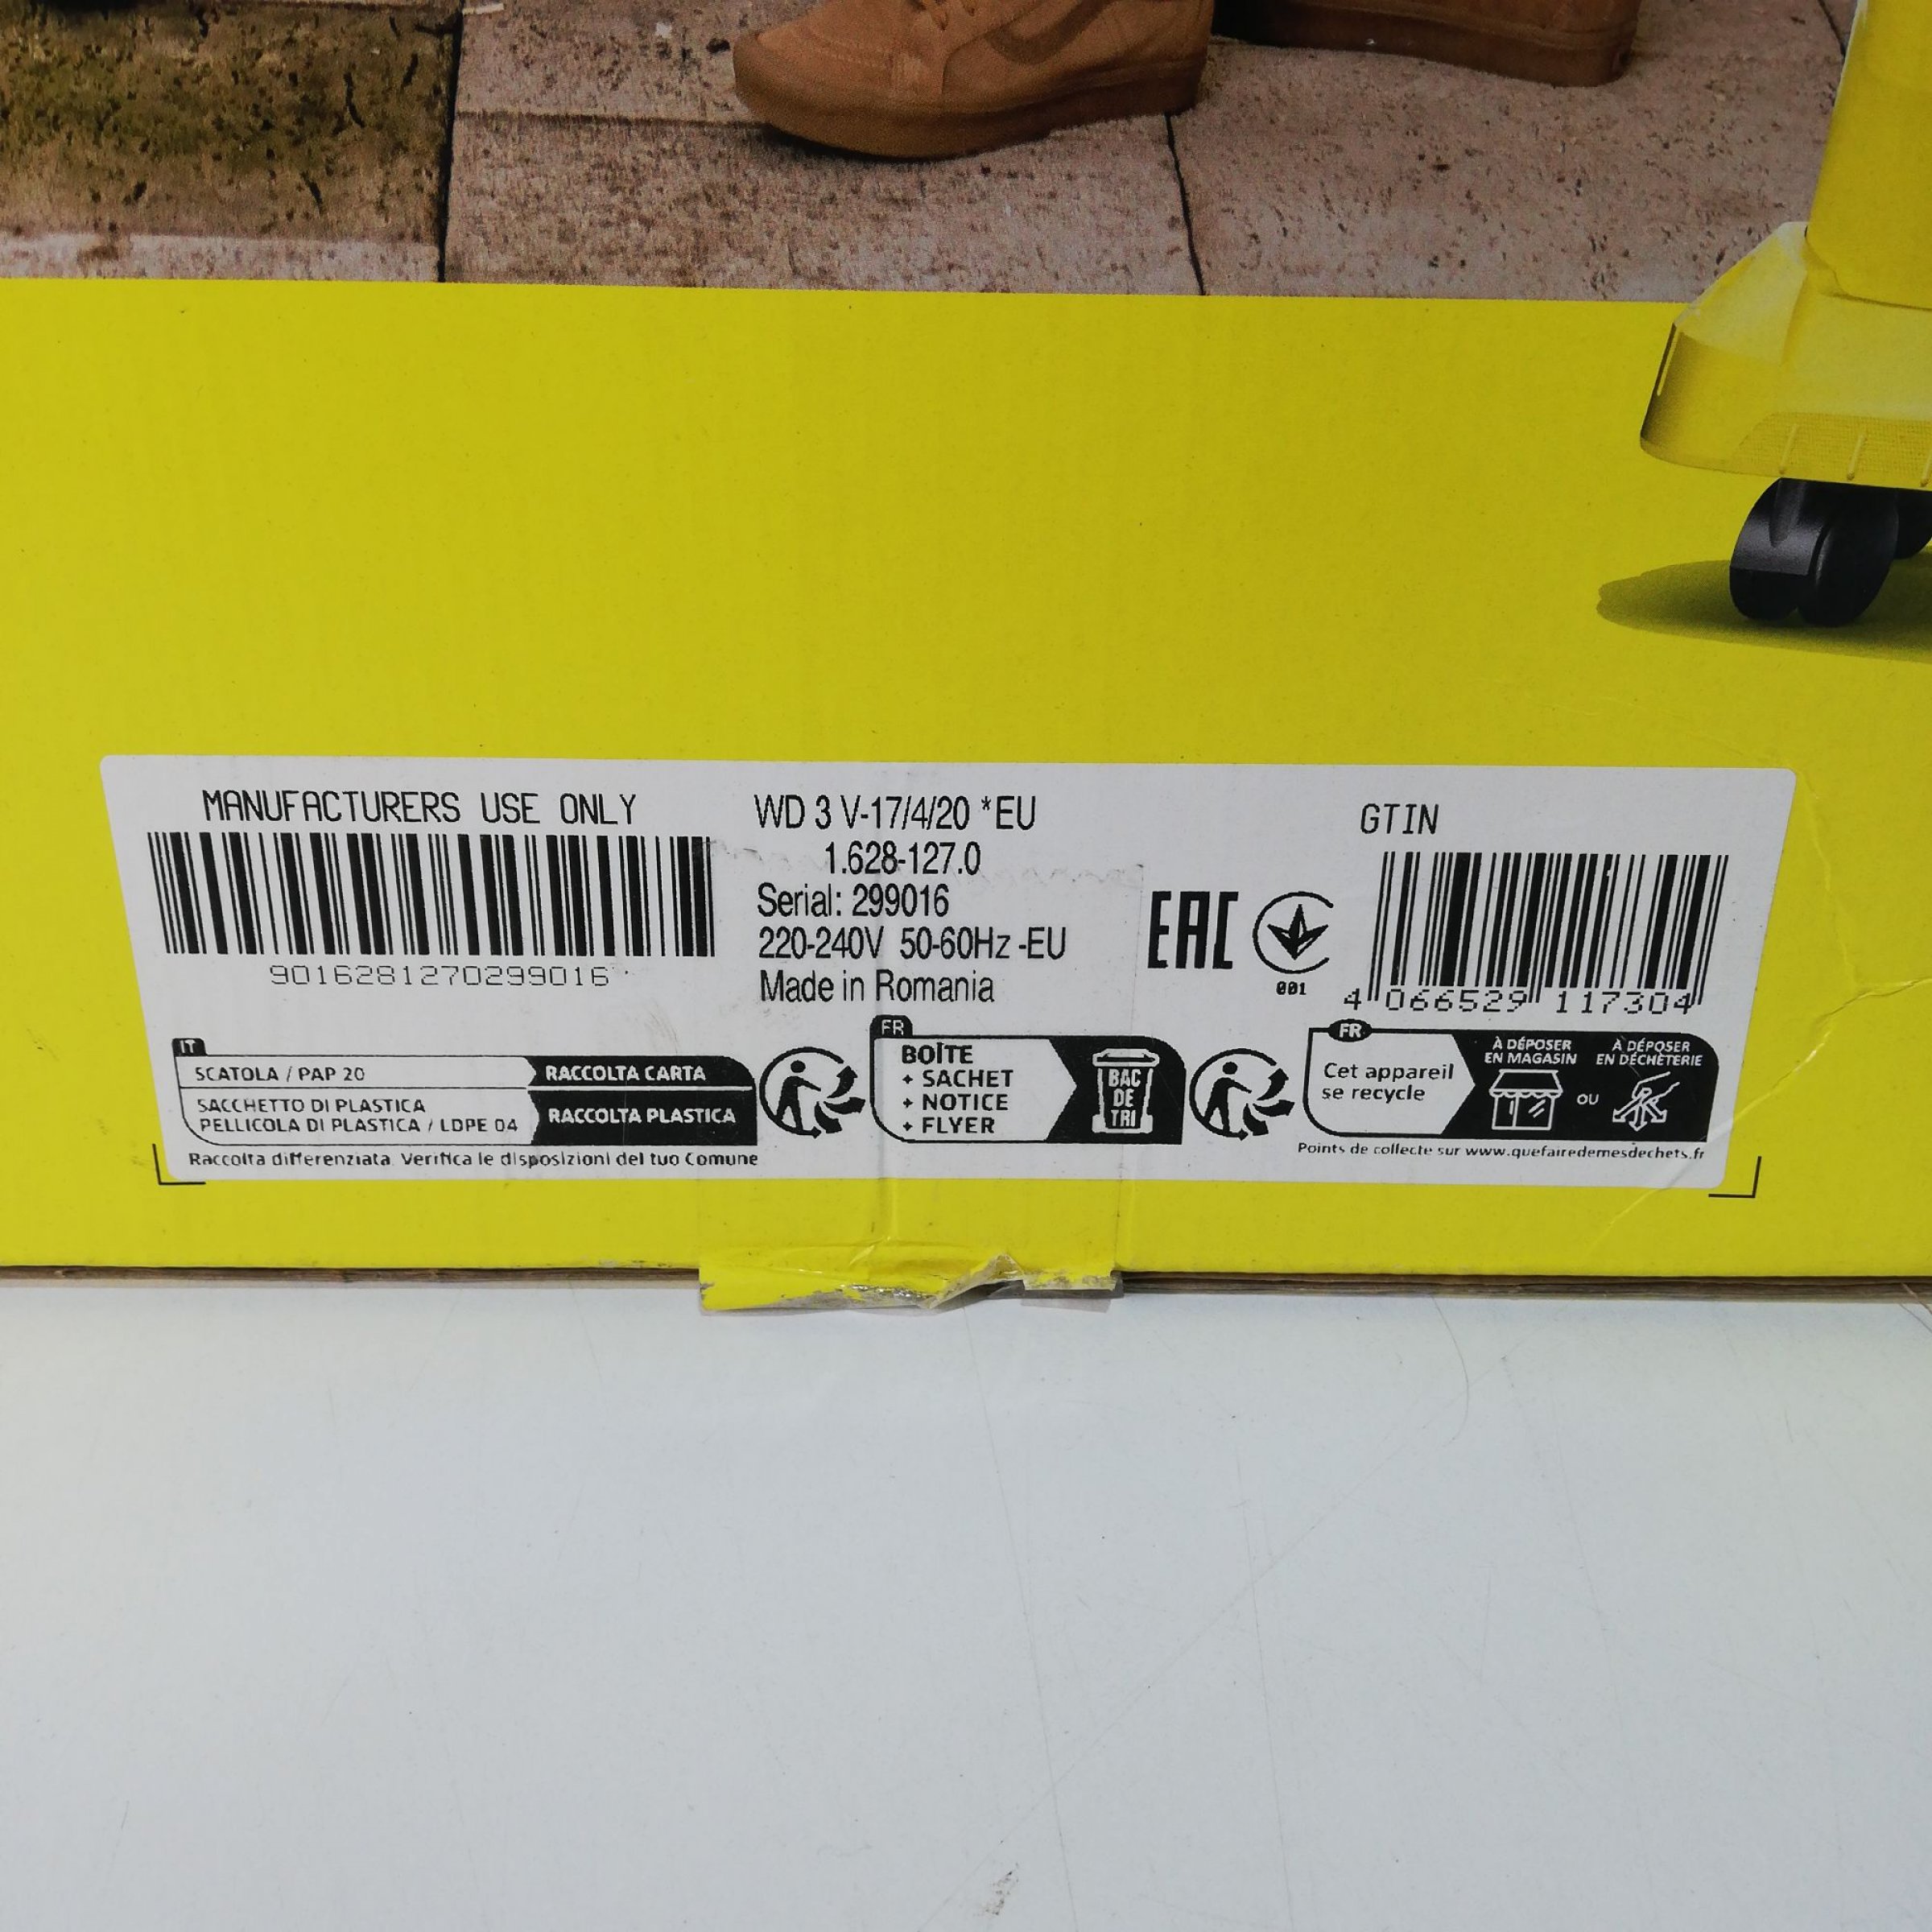 MANUFACTURERS USE ONLY
9016281270299016
WD 3 V-17/4/20 *EU
1.628-127.0
Serial: 299016
220-240V 50-60Hz -EU
Made in Romania
EAC
001
GTIN
4 066529 117304
IT
SCATOLA / PAP 20
RACCOLTA CARTA
SACCHETTO DI PLASTICA
PELLICOLA DI PLASTICA / LDPE 04
RACCOLTA PLASTICA
Raccolta differenziata. Verifica le disposizioni del tuo Comune
FR
BOÎTE
+ SACHET
+ NOTICE
+ FLYER
BAC
DE
TRI
FR
Cet appareil
se recycle
À DÉPOSER
EN MAGASIN
OU
À DÉPOSER
EN DÉCHÈTERIE
Points de collecte sur www.quefairedemesdechets.fr